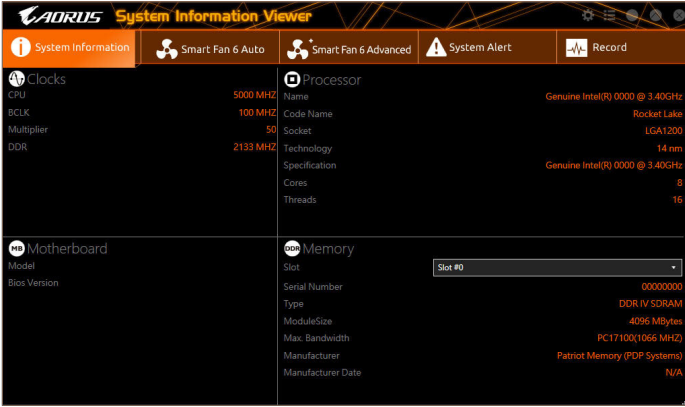 AORUS System Information Viewer
System Information
Smart Fan 6 Auto
Smart Fan 6 Advanced
System Alert
Record
Clocks
CPU 5000 MHZ
BCLK 100 MHZ
Multiplier 50
DDR 2133 MHZ
Processor
Name Genuine Intel(R) 0000 @ 3.40GHz
Code Name Rocket Lake
Socket LGA1200
Technology 14 nm
Specification Genuine Intel(R) 0000 @ 3.40GHz
Cores 8
Threads 16
MB Motherboard
Model
Bios Version
DDR Memory
Slot Slot #0
Serial Number 00000000
Type DDR IV SDRAM
ModuleSize 4096 MBytes
Max. Bandwidth PC17100(1066 MHZ)
Manufacturer Patriot Memory (PDP Systems)
Manufacturer Date N/A